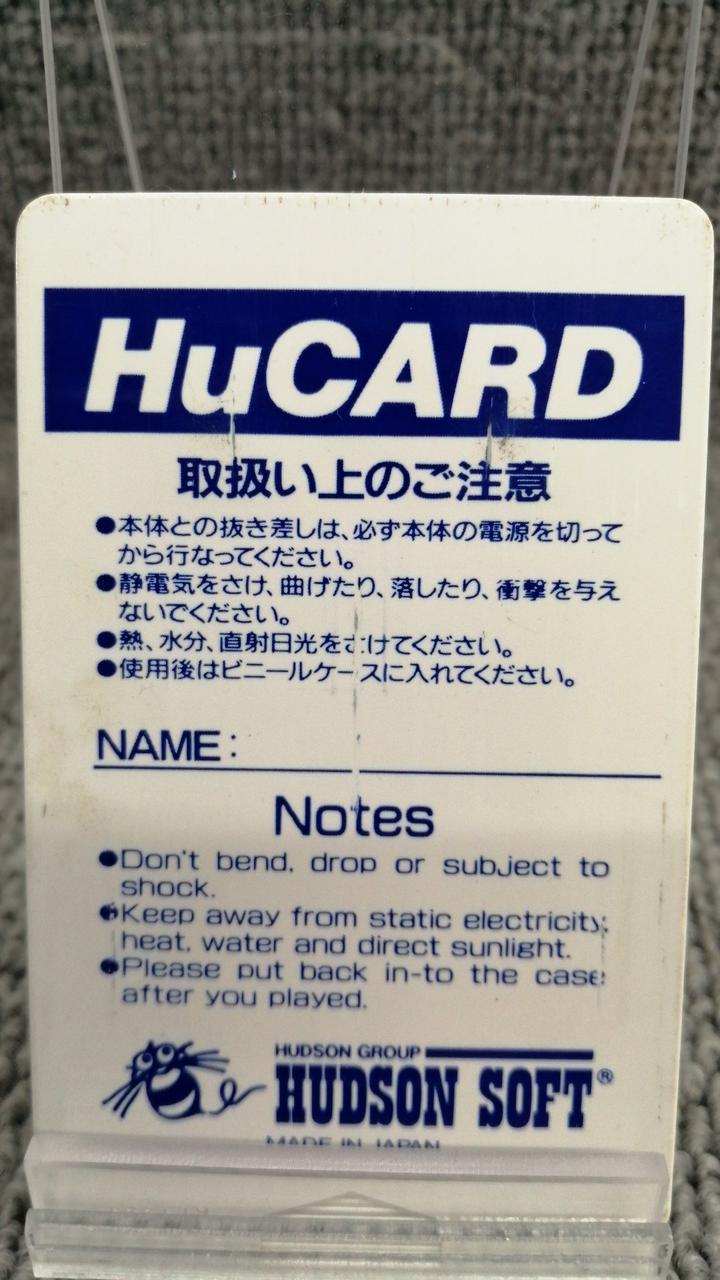 HuCARD
取扱い上のご注意
●本体との抜き差しは、必ず本体の電源を切って
から行なってください。
●静電気をさけ、曲げたり、落したり、衝撃を与え
ないでください。
●熱、水分、直射日光をさけてください。
●使用後はビニールケースに入れてください。
NAME:
Notes
●Don't bend, drop or subject to
shock.
●Keep away from static electricity,
heat, water and direct sunlight.
●Please put back in-to the case
after you played.
HUDSON GROUP
HUDSON SOFT®
MADE IN JAPAN